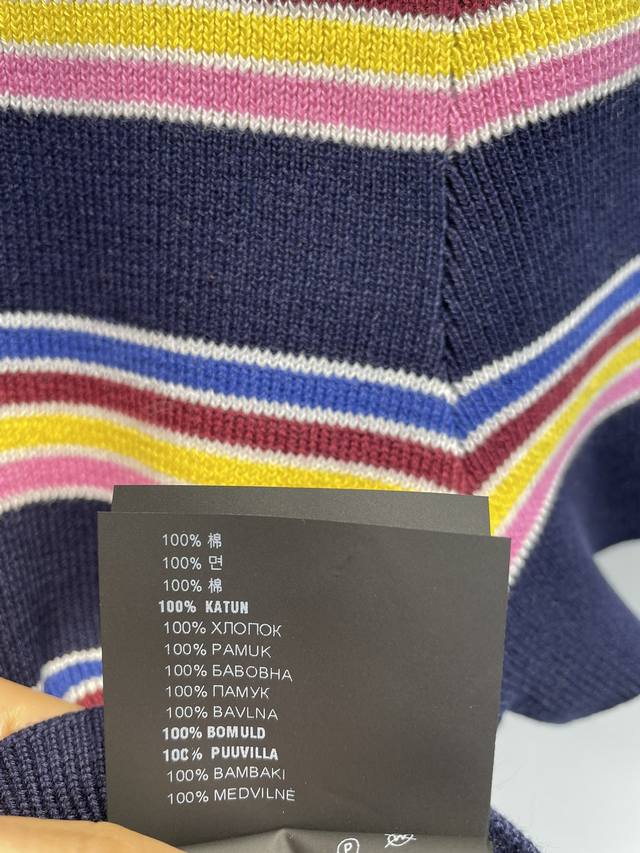 100% 棉
100% 면
100% 棉
100% KATUN
100% ХЛОПОК
100% PAMUK
100% БАВОВНА
100% ПАМУК
100% BAVLNA
100% BOMULD
100% PUUVILLA
100% BAMBAKI
100% MEDVILNĖ
P